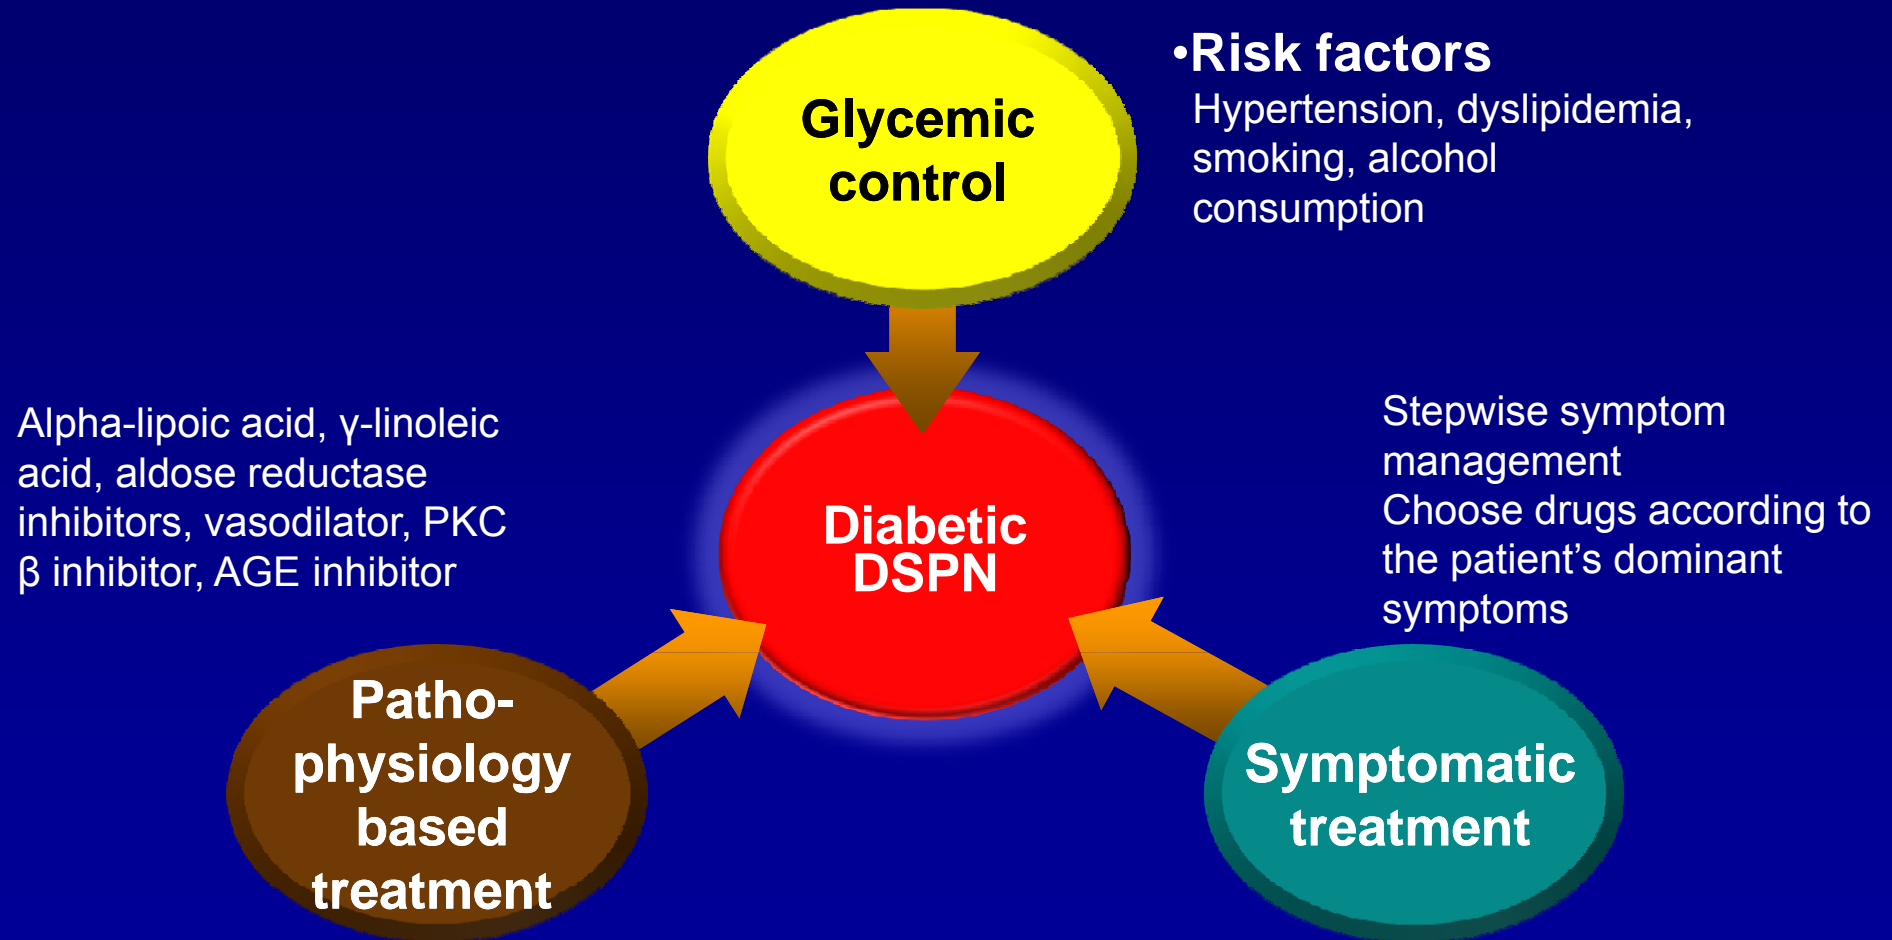 Glycemic
control
•Risk factors
Hypertension, dyslipidemia,
smoking, alcohol
consumption
Alpha-lipoic acid, γ-linoleic
acid, aldose reductase
inhibitors, vasodilator, PKC
β inhibitor, AGE inhibitor
Diabetic
DSPN
Stepwise symptom
management
Choose drugs according to
the patient’s dominant
symptoms
Patho-
physiology
based
treatment
Symptomatic
treatment